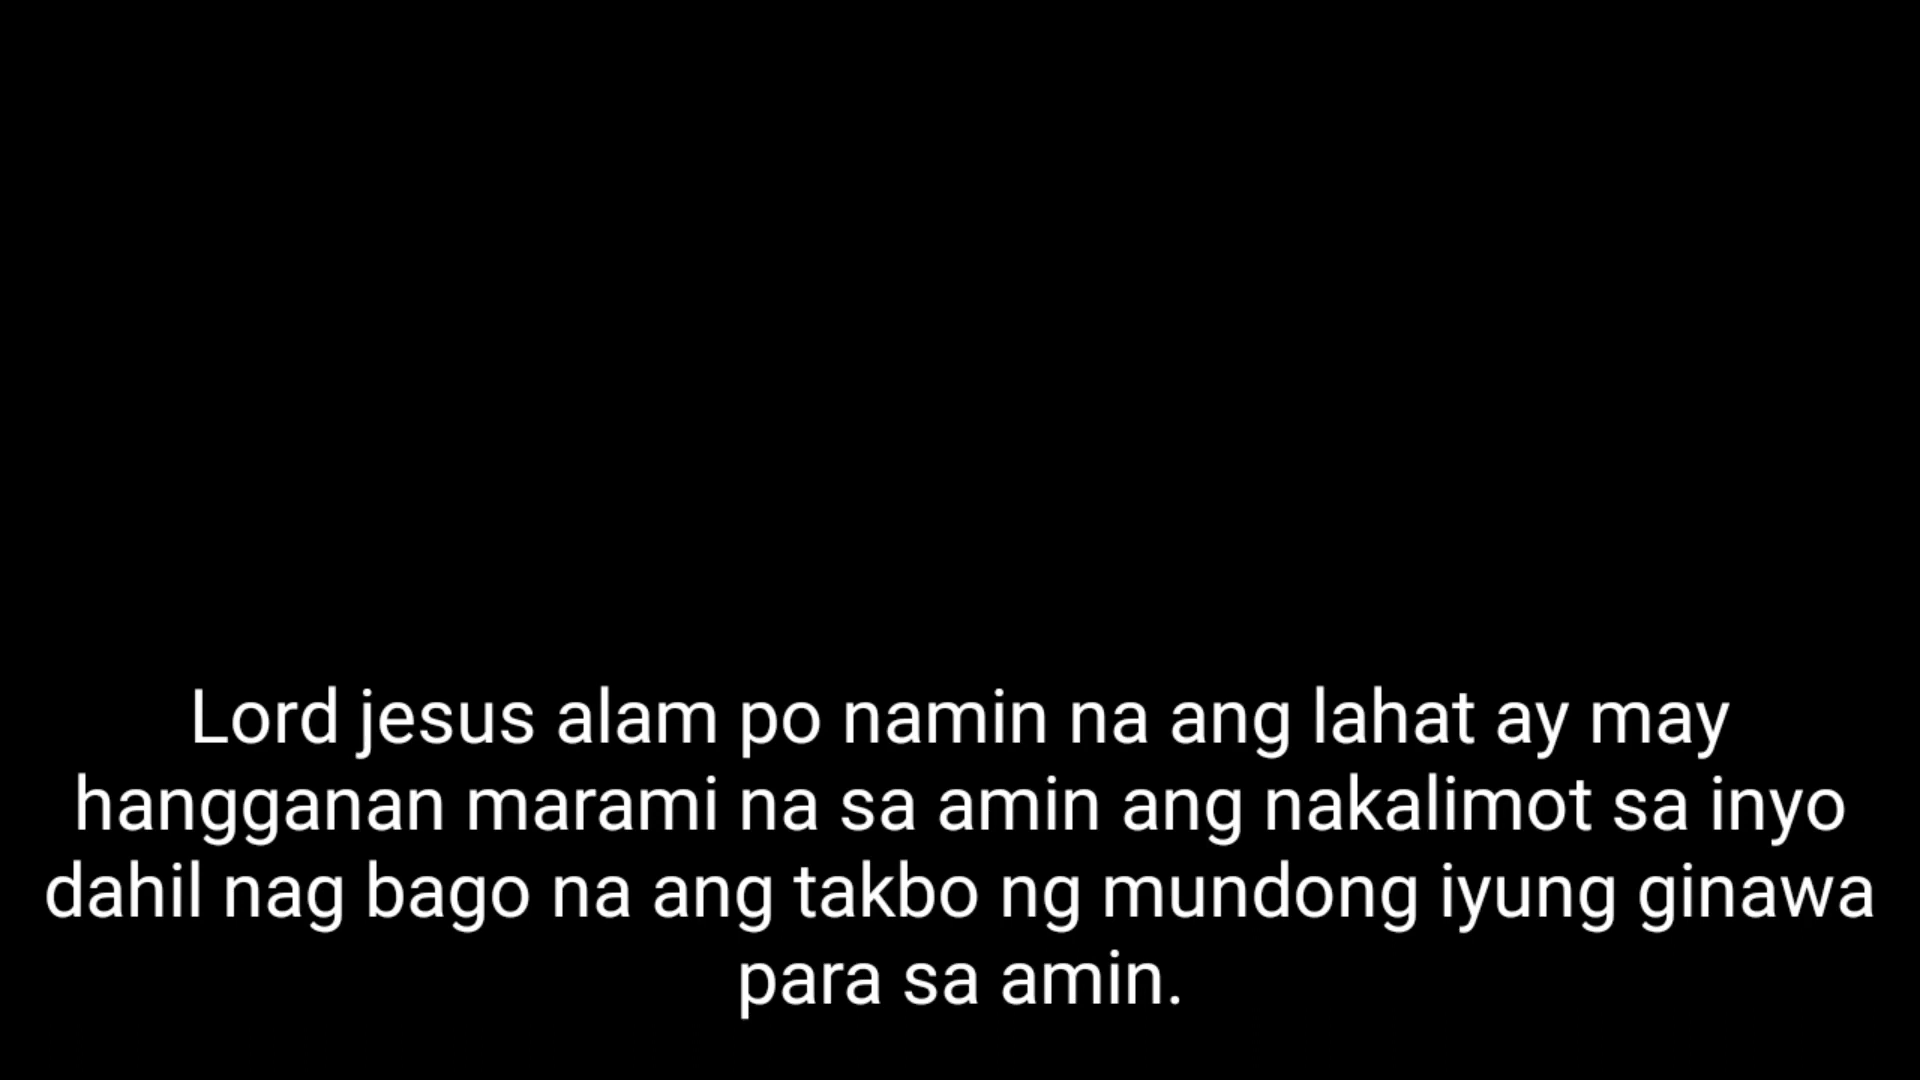 Lord jesus alam po namin na ang lahat ay may
hangganan marami na sa amin ang nakalimot sa inyo
dahil nag bago na ang takbo ng mundong iyung ginawa
para sa amin.